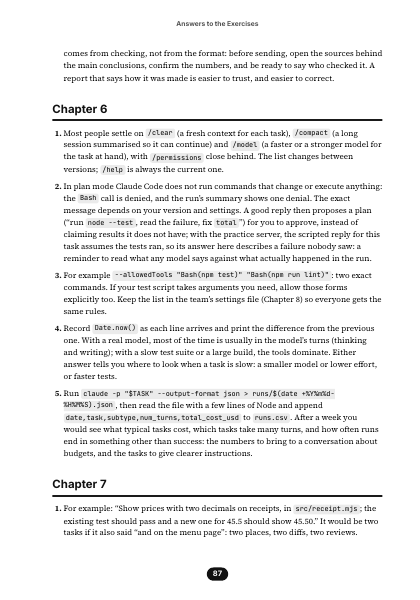 Answers to the Exercises
comes from checking, not from the format: before sending, open the sources behind
the main conclusions, confirm the numbers, and be ready to say who checked it. A
report that says how it was made is easier to trust, and easier to correct.
Chapter 6
1. Most people settle on /clear (a fresh context for each task), /compact (a long
session summarised so it can continue) and /model (a faster or a stronger model for
the task at hand), with /permissions close behind. The list changes between
versions; /help is always the current one.
2. In plan mode Claude Code does not run commands that change or execute anything:
the Bash call is denied, and the run's summary shows one denial. The exact
message depends on your version and settings. A good reply then proposes a plan
("run node --test, read the failure, fix total") for you to approve, instead of
claiming results it does not have; with the practice server, the scripted reply for this
task assumes the tests ran, so its answer here describes a failure nobody saw: a
reminder to read what any model says against what actually happened in the run.
3. For example --allowedTools "Bash(npm test)" "Bash(npm run lint)": two exact
commands. If your test script takes arguments you need, allow those forms
explicitly too. Keep the list in the team's settings file (Chapter 8) so everyone gets the
same rules.
4. Record Date.now() as each line arrives and print the difference from the previous
one. With a real model, most of the time is usually in the model's turns (thinking
and writing); with a slow test suite or a large build, the tools dominate. Either
answer tells you where to look when a task is slow: a smaller model or lower effort,
or faster tests.
5. Run claude -p "$TASK" --output-format json > runs/$(date +%Y%m%d-
%H%M%S).json, then read the file with a few lines of Node and append
date,task,subtype,num_turns,total_cost_usd to runs.csv. After a week you
would see what typical tasks cost, which tasks take many turns, and how often runs
end in something other than success: the numbers to bring to a conversation about
budgets, and the tasks to give clearer instructions.
Chapter 7
1. For example: "Show prices with two decimals on receipts, in src/receipt.mjs; the
existing test should pass and a new one for 45.5 should show 45.50." It would be two
tasks if it also said "and on the menu page": two places, two diffs, two reviews.
87